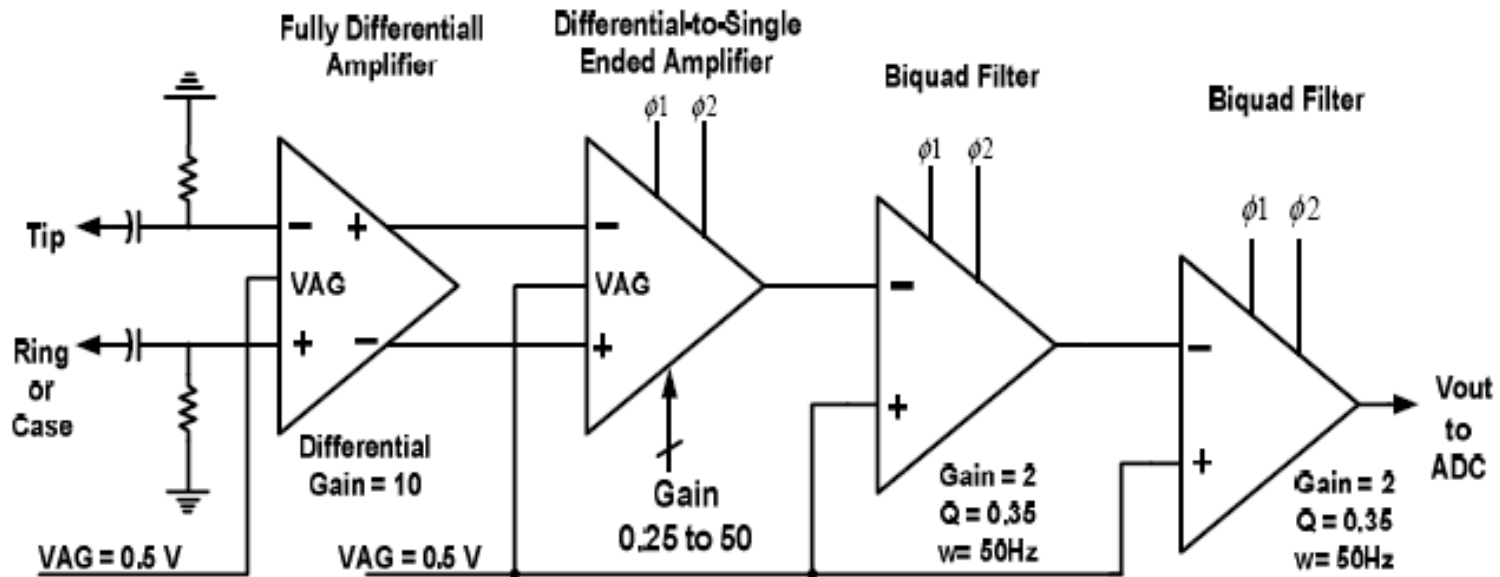 Fully Differentiall
Amplifier
Differential-to-Single
Ended Amplifier
Biquad Filter
Biquad Filter
ϕ1 ϕ2
ϕ1 ϕ2
ϕ1 ϕ2
Tip
− +
VAG
+ −
Ring
or
Case
−
VAG
+
−
+
−
+
Vout
to
ADC
Differential
Gain = 10
Gain
0.25 to 50
Gain = 2
Q = 0.35
w= 50Hz
Gain = 2
Q = 0.35
w= 50Hz
VAG = 0.5 V
VAG = 0.5 V